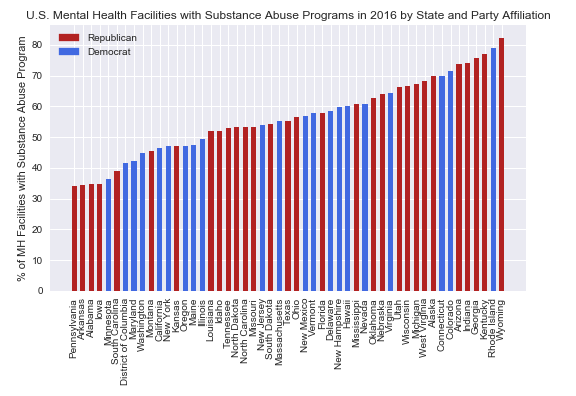 U.S. Mental Health Facilities with Substance Abuse Programs in 2016 by State and Party Affiliation
Republican
Democrat
% of MH Facilities with Substance Abuse Program
80
70
60
50
40
30
20
10
0
Pennsylvania
Arkansas
Alabama
Iowa
Minnesota
South Carolina
District of Columbia
Maryland
Washington
Montana
California
New York
Kansas
Oregon
Maine
Illinois
Louisiana
Idaho
Tennessee
North Dakota
North Carolina
Missouri
New Jersey
South Dakota
Massachusetts
Texas
Ohio
New Mexico
Vermont
Florida
Delaware
New Hampshire
Hawaii
Mississippi
Nevada
Oklahoma
Nebraska
Virginia
Utah
Wisconsin
Michigan
West Virginia
Alaska
Connecticut
Colorado
Arizona
Indiana
Georgia
Kentucky
Rhode Island
Wyoming